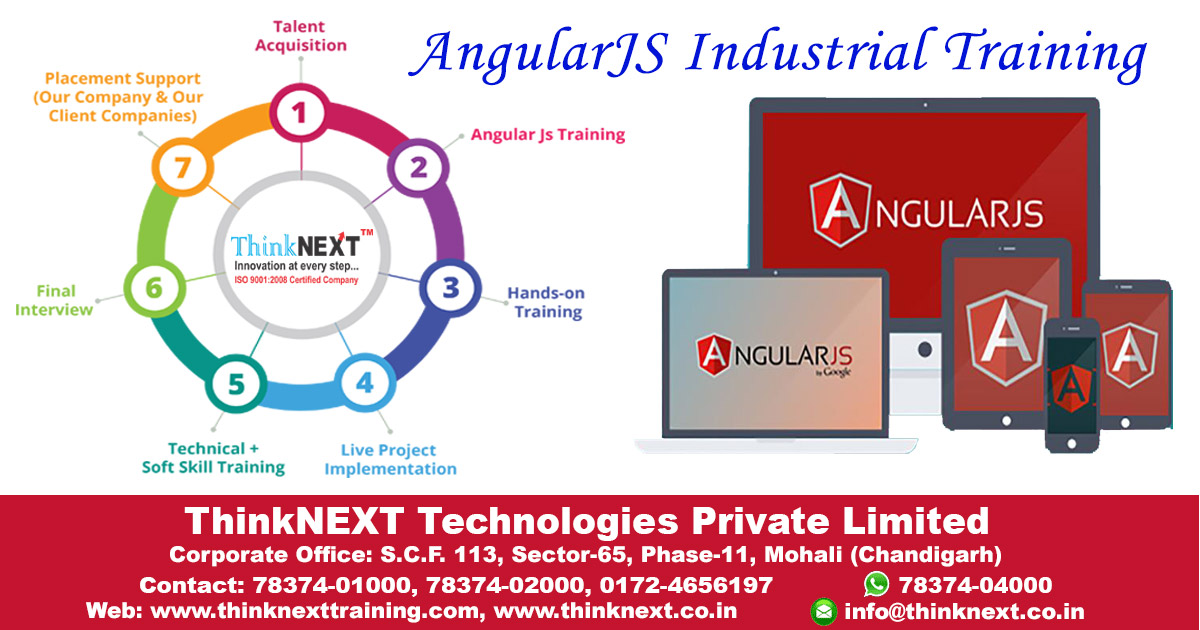 AngularJS Industrial Training
Talent
Acquisition
1
Angular Js Training
2
Hands-on
Training
3
Live Project
Implementation
4
Technical +
Soft Skill Training
5
Final
Interview
6
Placement Support
(Our Company & Our
Client Companies)
7
ThinkNEXT TM
Innovation at every step...
ISO 9001:2008 Certified Company
ANGULARJS
ANGULARJS
by Google
A
A
A
ThinkNEXT Technologies Private Limited
Corporate Office: S.C.F. 113, Sector-65, Phase-11, Mohali (Chandigarh)
Contact: 78374-01000, 78374-02000, 0172-4656197
78374-04000
Web: www.thinknexttraining.com, www.thinknext.co.in
info@thinknext.co.in